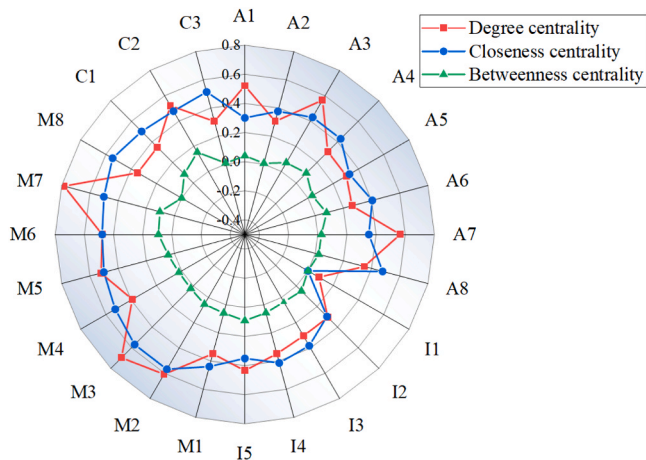 Degree centrality
Closeness centrality
Betweenness centrality
A1
A2
A3
A4
A5
A6
A7
A8
I1
I2
I3
I4
I5
M1
M2
M3
M4
M5
M6
M7
M8
C1
C2
C3
0.8
0.6
0.4
0.2
0.0
-0.2
-0.4